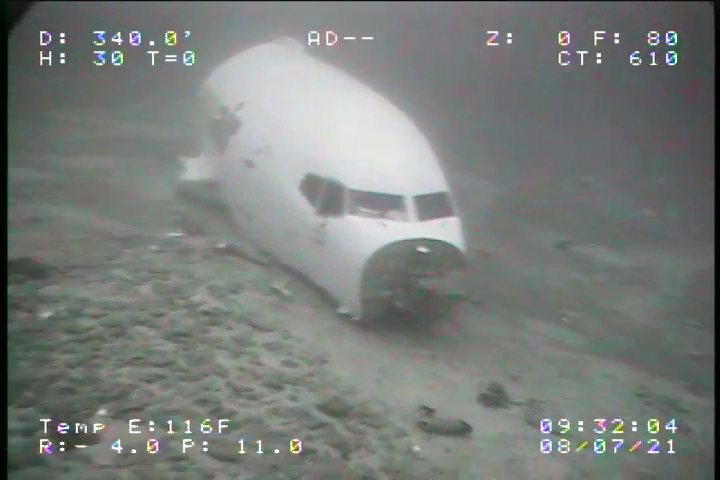 D: 340.0' AD-- Z: 0 F: 80
H: 30 T=0 CT: 610
Temp E:116F 09:32:04
R:- 4.0 P: 11.0 08/07/21